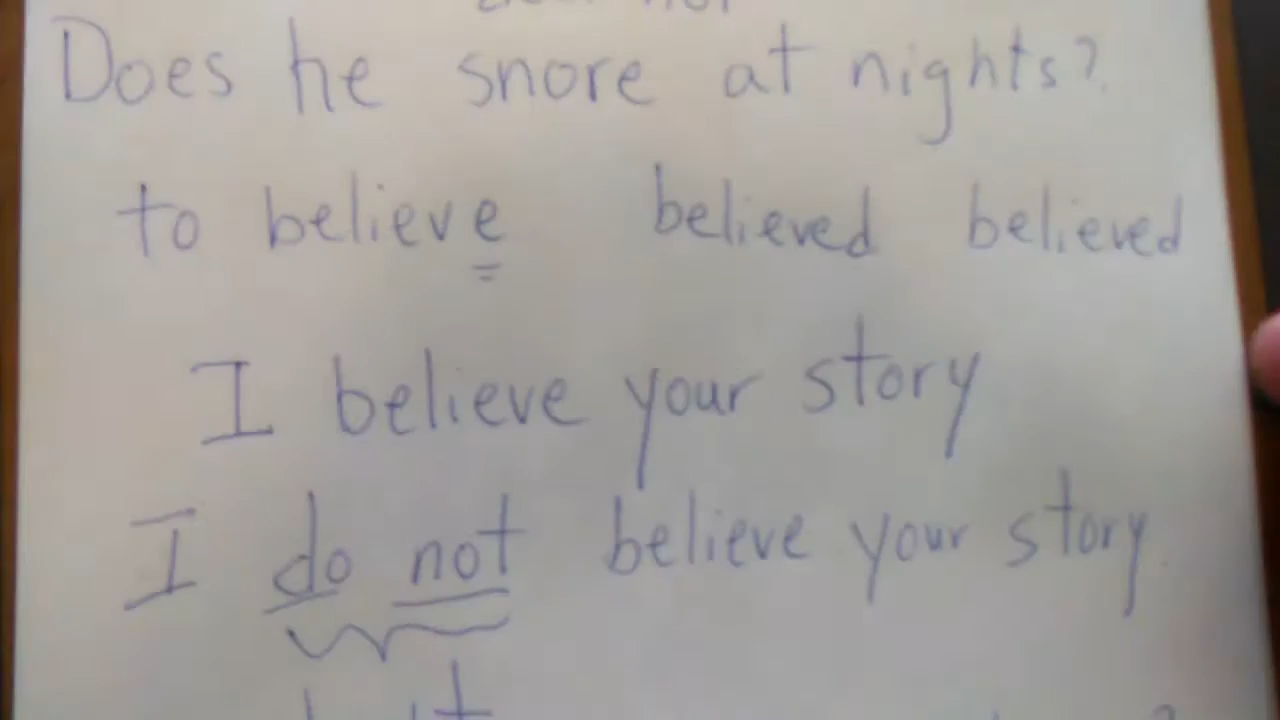 Does he snore at nights?
to believe believed believed
I believe your story
I do not believe your story.